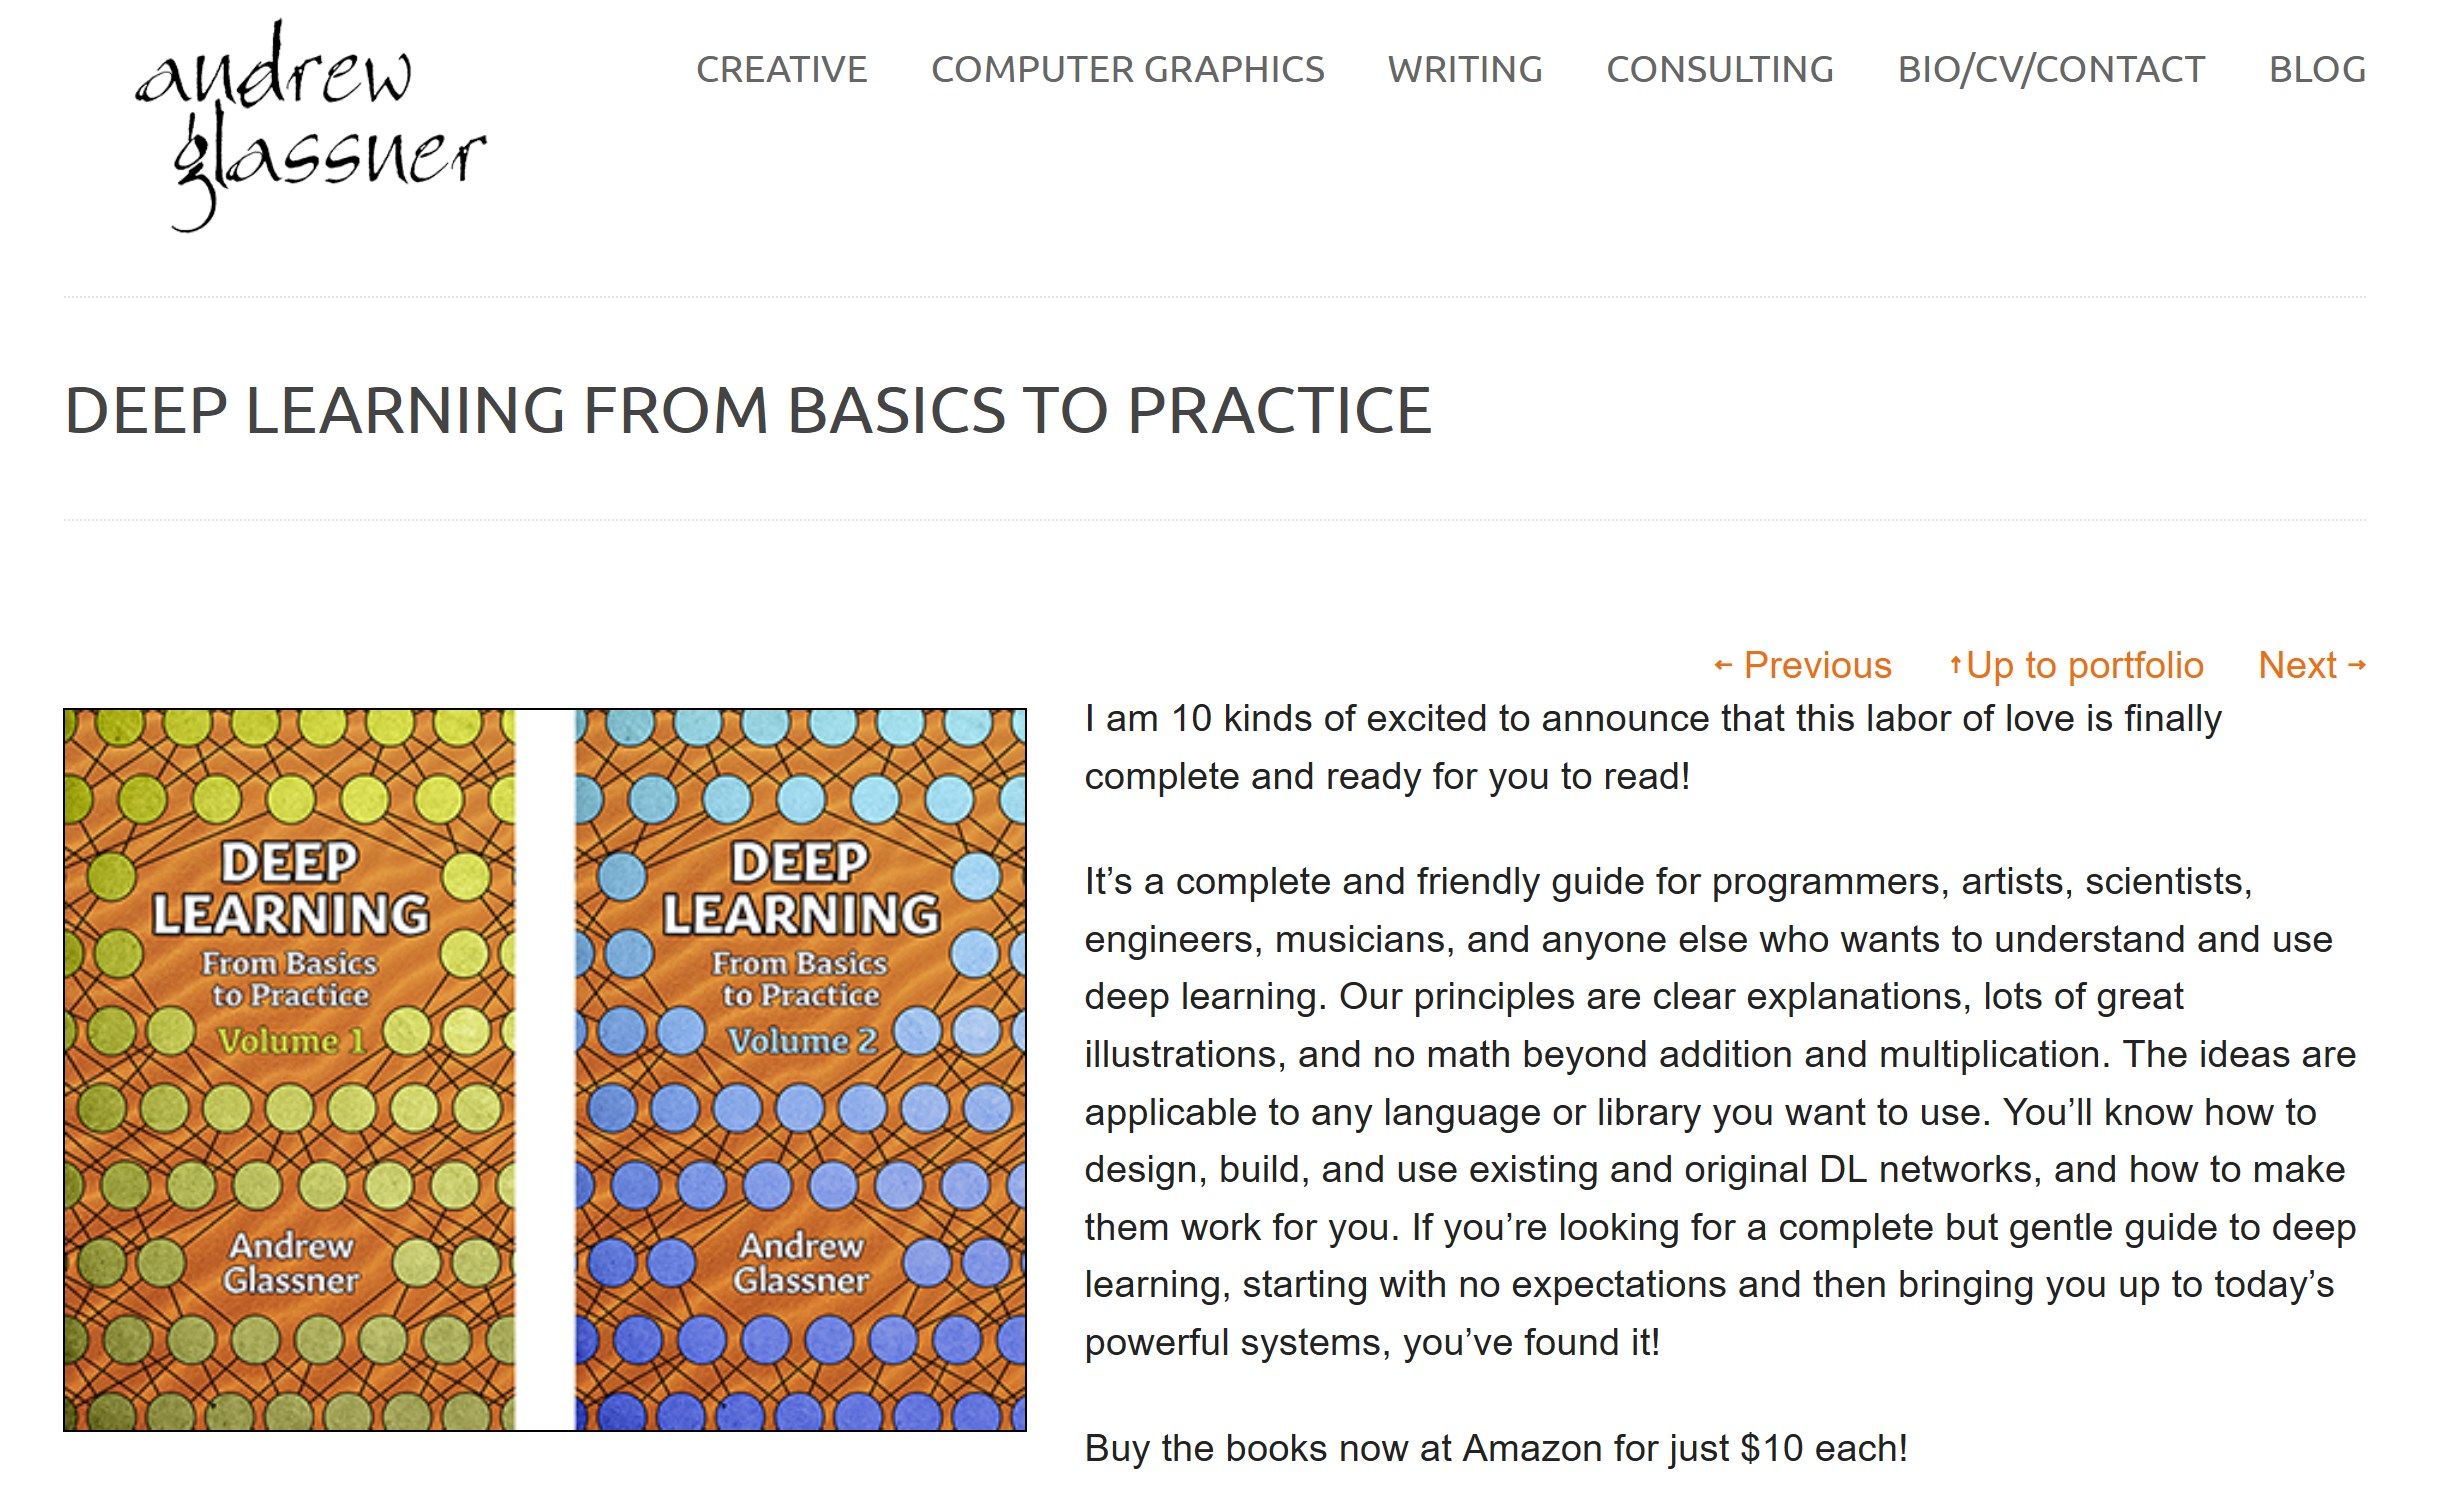 andrew
glassner
CREATIVE COMPUTER GRAPHICS WRITING CONSULTING BIO/CV/CONTACT BLOG
DEEP LEARNING FROM BASICS TO PRACTICE
← Previous ↑Up to portfolio Next →
DEEP
LEARNING
From Basics
to Practice
Volume 1
Andrew
Glassner
DEEP
LEARNING
From Basics
to Practice
Volume 2
Andrew
Glassner
I am 10 kinds of excited to announce that this labor of love is finally
complete and ready for you to read!
It’s a complete and friendly guide for programmers, artists, scientists,
engineers, musicians, and anyone else who wants to understand and use
deep learning. Our principles are clear explanations, lots of great
illustrations, and no math beyond addition and multiplication. The ideas are
applicable to any language or library you want to use. You’ll know how to
design, build, and use existing and original DL networks, and how to make
them work for you. If you’re looking for a complete but gentle guide to deep
learning, starting with no expectations and then bringing you up to today’s
powerful systems, you’ve found it!
Buy the books now at Amazon for just $10 each!